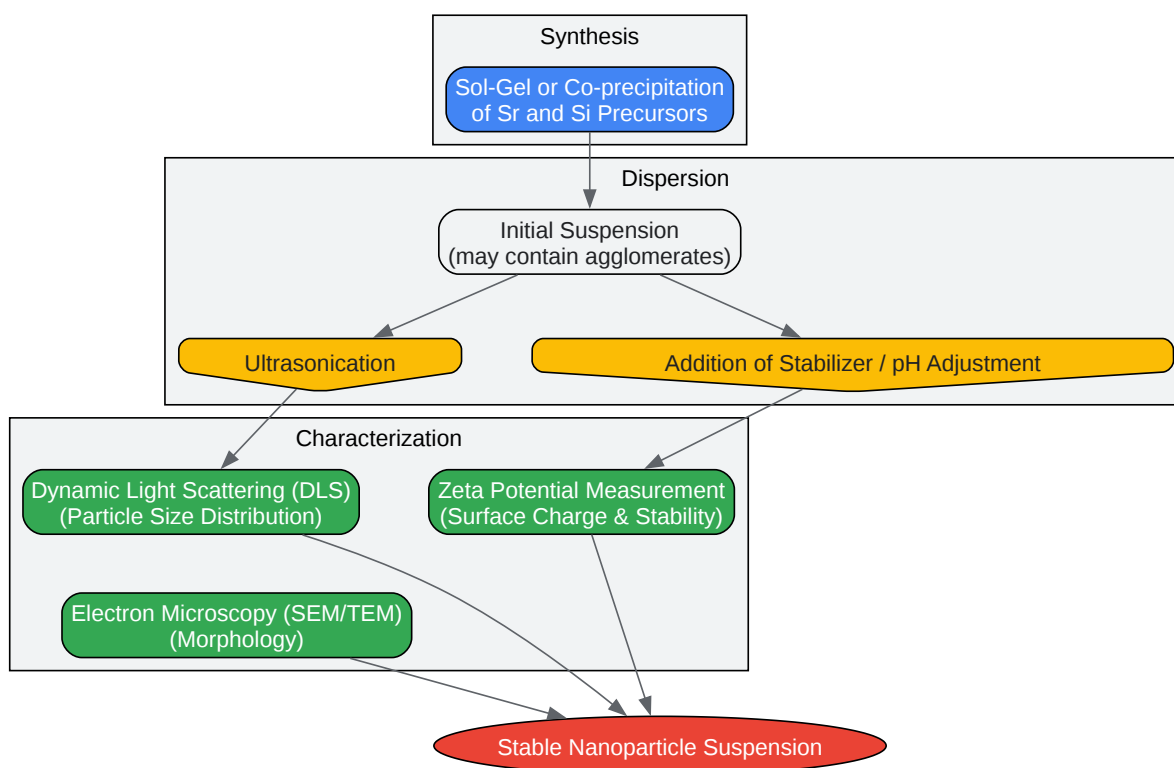 Synthesis
Sol-Gel or Co-precipitation
of Sr and Si Precursors
Dispersion
Initial Suspension
(may contain agglomerates)
Ultrasonication
Addition of Stabilizer / pH Adjustment
Characterization
Dynamic Light Scattering (DLS)
(Particle Size Distribution)
Zeta Potential Measurement
(Surface Charge & Stability)
Electron Microscopy (SEM/TEM)
(Morphology)
Stable Nanoparticle Suspension